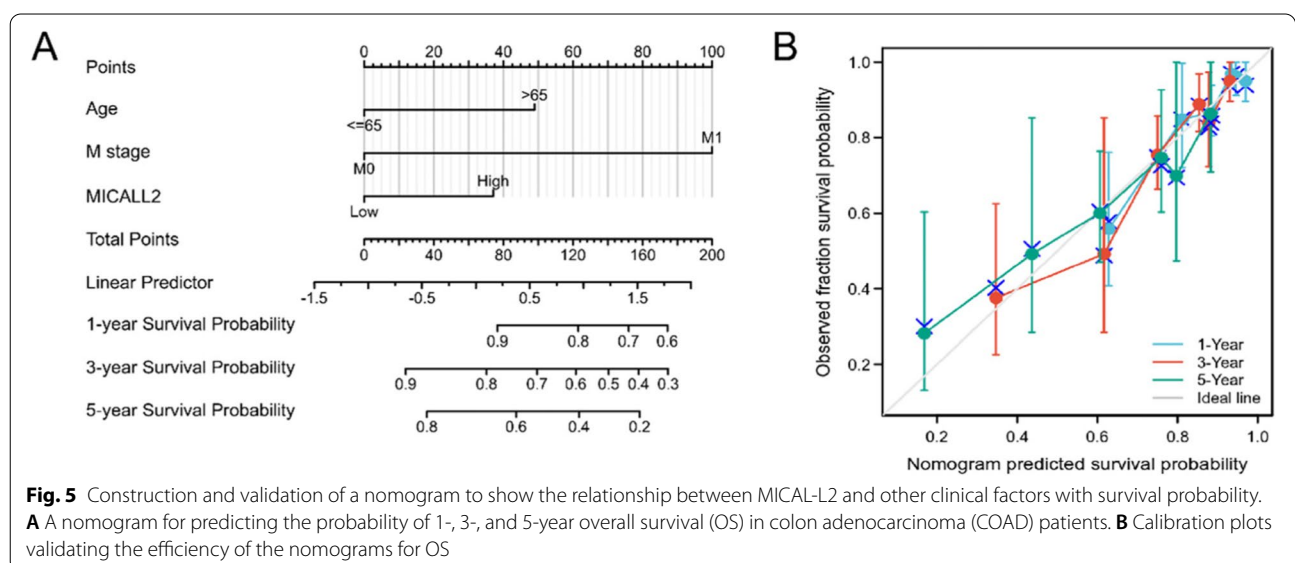 A
B
0 20 40 60 80 100
Points
>65
Age
<=65
M1
M stage
M0
High
MICALL2
Low
Total Points
0 40 80 120 160 200
Linear Predictor
-1.5 -0.5 0.5 1.5
1-year Survival Probability
0.9 0.8 0.7 0.6
3-year Survival Probability
0.9 0.8 0.7 0.6 0.5 0.4 0.3
5-year Survival Probability
0.8 0.6 0.4 0.2
Observed fraction survival probability
1.0
0.8
0.6
0.4
0.2
1-Year
3-Year
5-Year
Ideal line
0.2 0.4 0.6 0.8 1.0
Nomogram predicted survival probability
Fig. 5 Construction and validation of a nomogram to show the relationship between MICAL-L2 and other clinical factors with survival probability.
A A nomogram for predicting the probability of 1-, 3-, and 5-year overall survival (OS) in colon adenocarcinoma (COAD) patients. B Calibration plots
validating the efficiency of the nomograms for OS